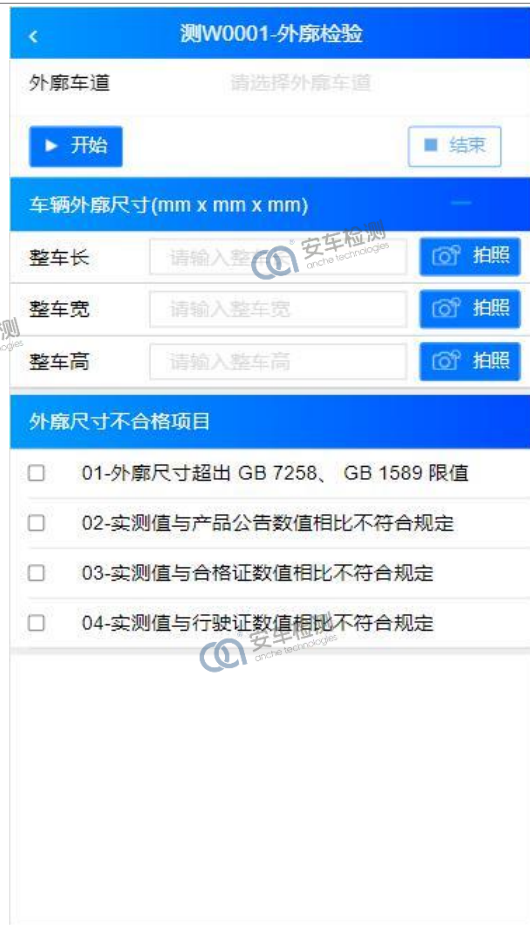 测W0001-外廓检验
外廓车道 请选择外廓车道
开始 结束
车辆外廓尺寸(mm x mm x mm)
整车长 请输入整车长 拍照
安车检测
anche technologies
整车宽 请输入整车宽 拍照
测
ogies
整车高 请输入整车高 拍照
外廓尺寸不合格项目
01-外廓尺寸超出 GB 7258、 GB 1589 限值
02-实测值与产品公告数值相比不符合规定
03-实测值与合格证数值相比不符合规定
04-实测值与行驶证数值相比不符合规定
安车检测
anche technologies